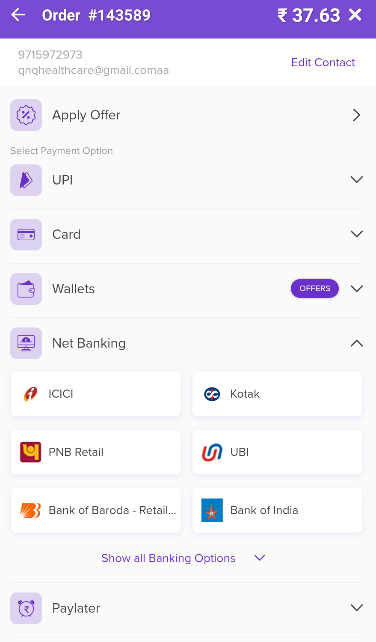 Order #143589
₹ 37.63
9715972973
qnqhealthcare@gmail.comaa
Edit Contact
Apply Offer
Select Payment Option
UPI
Card
Wallets
OFFERS
Net Banking
ICICI
Kotak
PNB Retail
UBI
Bank of Baroda - Retail...
Bank of India
Show all Banking Options
Paylater